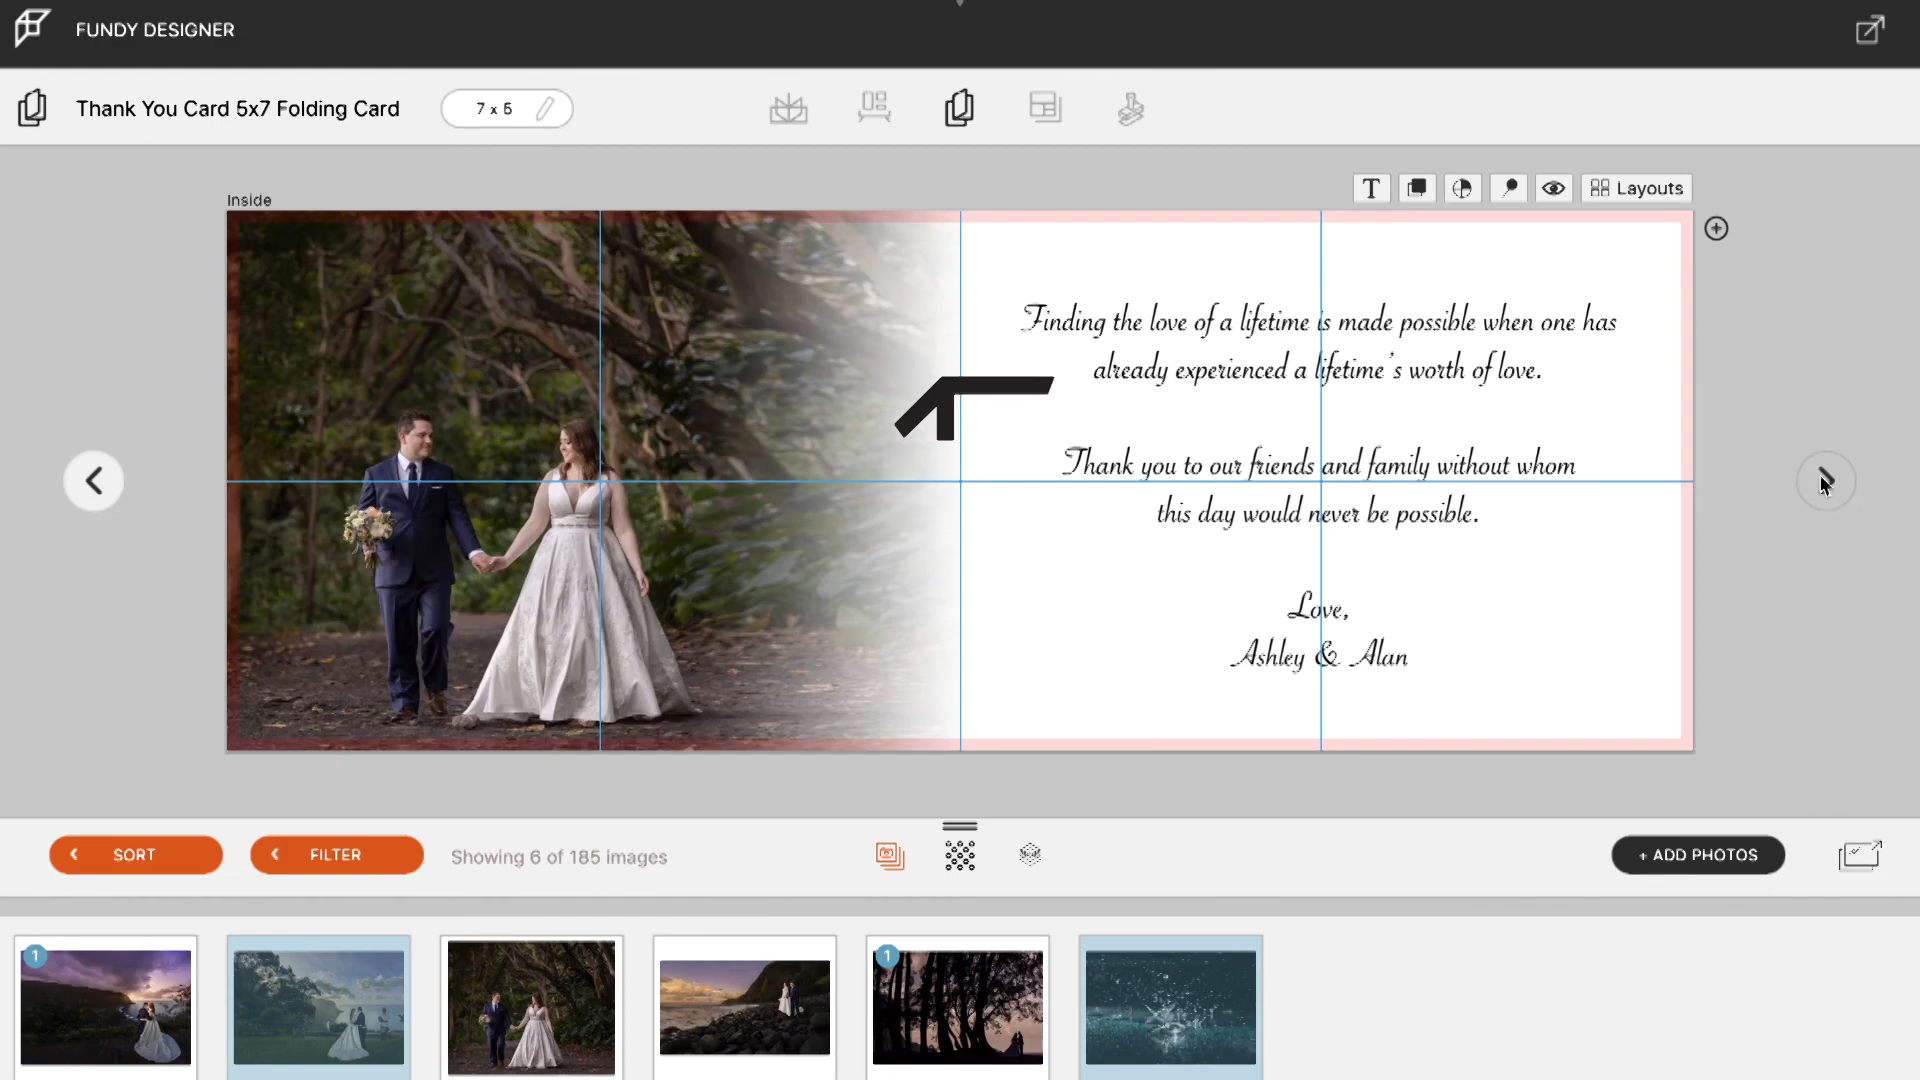 FUNDY DESIGNER
Thank You Card 5x7 Folding Card
7 x 5
Inside
T
Layouts
Finding the love of a lifetime is made possible when one has
already experienced a lifetime's worth of love.
Thank you to our friends and family without whom
this day would never be possible.
Love,
Ashley & Alan
SORT
FILTER
Showing 6 of 185 images
+ ADD PHOTOS
1
1